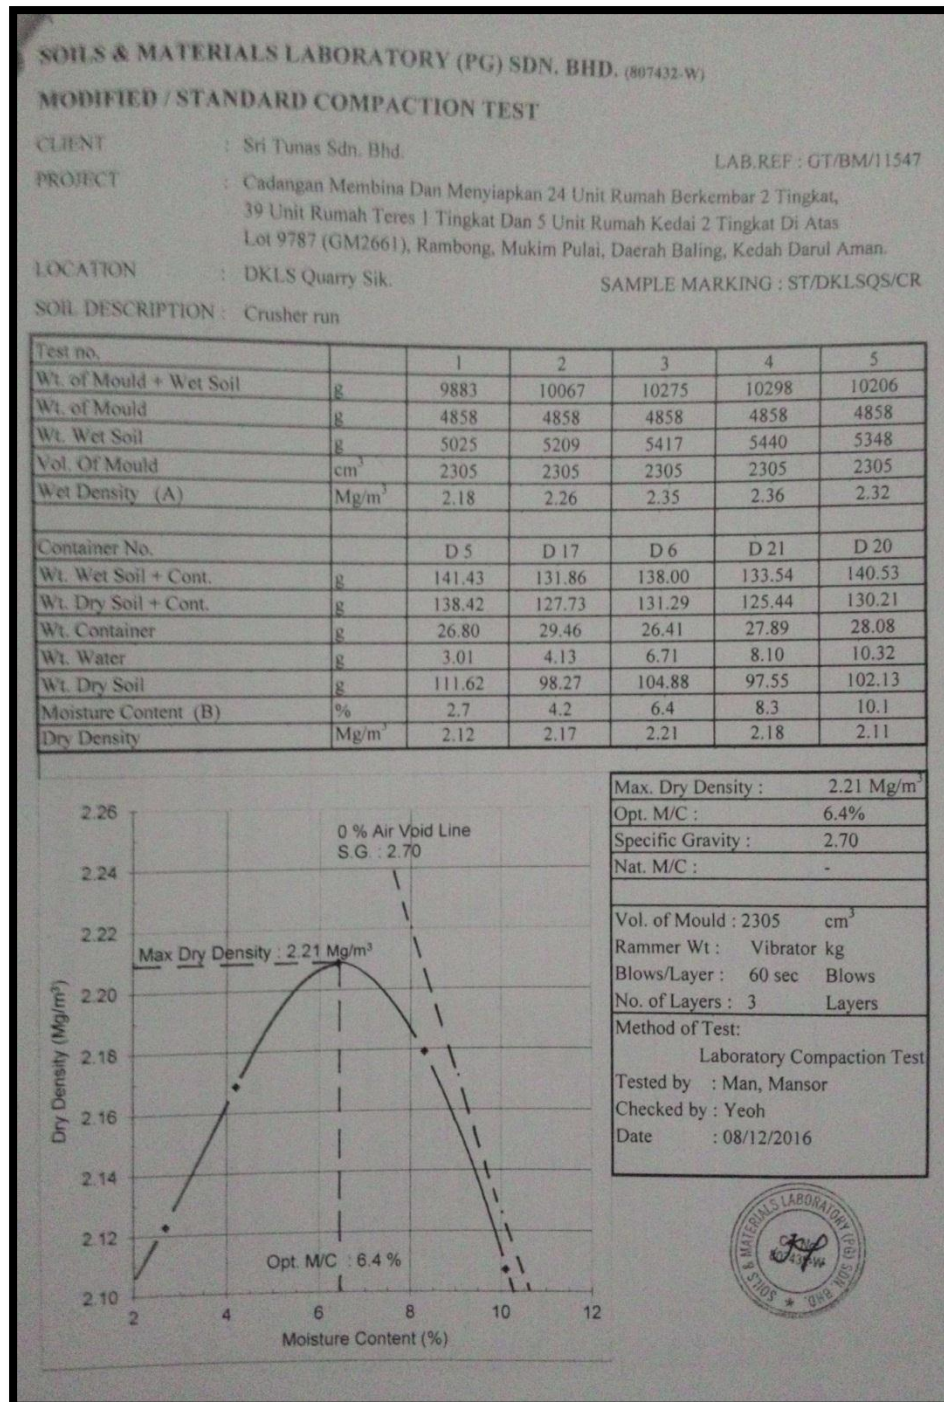 SOILS & MATERIALS LABORATORY (PG) SDN. BHD. (807432-W)
MODIFIED / STANDARD COMPACTION TEST
CLIENT : Sri Tunas Sdn. Bhd.
LAB.REF : GT/BM/11547
PROJECT : Cadangan Membina Dan Menyiapkan 24 Unit Rumah Berkembar 2 Tingkat,
39 Unit Rumah Teres 1 Tingkat Dan 5 Unit Rumah Kedai 2 Tingkat Di Atas
Lot 9787 (GM2661), Rambong, Mukim Pulai, Daerah Baling, Kedah Darul Aman.
LOCATION : DKLS Quarry Sik.
SAMPLE MARKING : ST/DKLSQS/CR
SOIL DESCRIPTION : Crusher run
Test no. 1 2 3 4 5
Wt. of Mould + Wet Soil g 9883 10067 10275 10298 10206
Wt. of Mould g 4858 4858 4858 4858 4858
Wt. Wet Soil g 5025 5209 5417 5440 5348
Vol. Of Mould cm³ 2305 2305 2305 2305 2305
Wet Density (A) Mg/m³ 2.18 2.26 2.35 2.36 2.32
Container No. D 5 D 17 D 6 D 21 D 20
Wt. Wet Soil + Cont. g 141.43 131.86 138.00 133.54 140.53
Wt. Dry Soil + Cont. g 138.42 127.73 131.29 125.44 130.21
Wt. Container g 26.80 29.46 26.41 27.89 28.08
Wt. Water g 3.01 4.13 6.71 8.10 10.32
Wt. Dry Soil g 111.62 98.27 104.88 97.55 102.13
Moisture Content (B) % 2.7 4.2 6.4 8.3 10.1
Dry Density Mg/m³ 2.12 2.17 2.21 2.18 2.11
2.26
0 % Air Void Line
S.G. : 2.70
2.24
2.22
Max Dry Density : 2.21 Mg/m³
2.20
2.18
2.16
2.14
2.12
Opt. M/C : 6.4 %
2.10
Dry Density (Mg/m³)
2 4 6 8 10 12
Moisture Content (%)
Max. Dry Density : 2.21 Mg/m³
Opt. M/C : 6.4%
Specific Gravity : 2.70
Nat. M/C : -
Vol. of Mould : 2305 cm³
Rammer Wt : Vibrator kg
Blows/Layer : 60 sec Blows
No. of Layers : 3 Layers
Method of Test:
Laboratory Compaction Test
Tested by : Man, Mansor
Checked by : Yeoh
Date : 08/12/2016
SOILS & MATERIALS LABORATORY (PG) SDN. BHD.